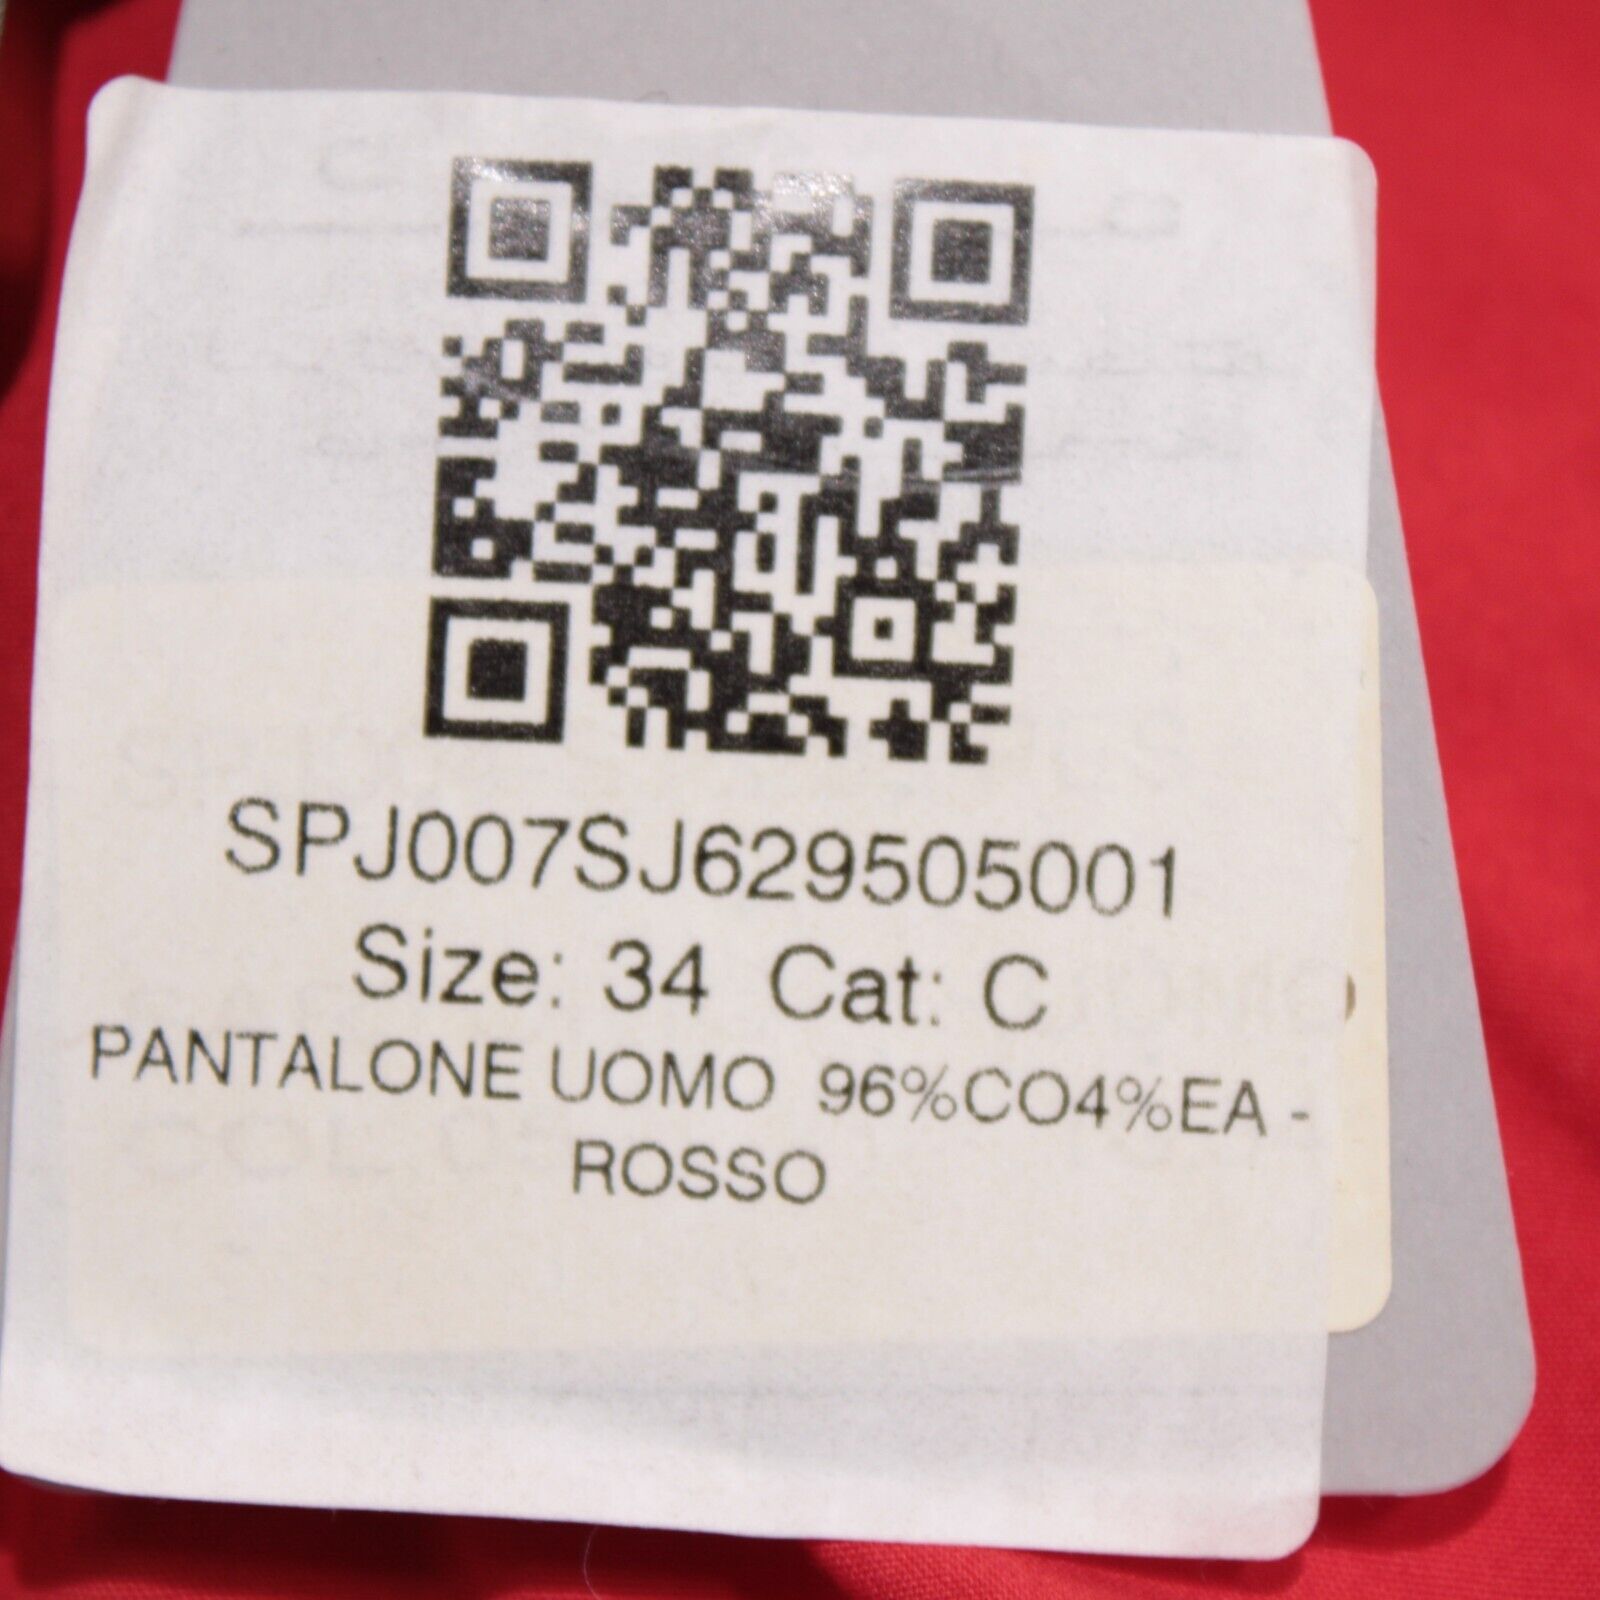 SPJ007SJ629505001
Size: 34 Cat: C
PANTALONE UOMO 96%CO4%EA -
ROSSO